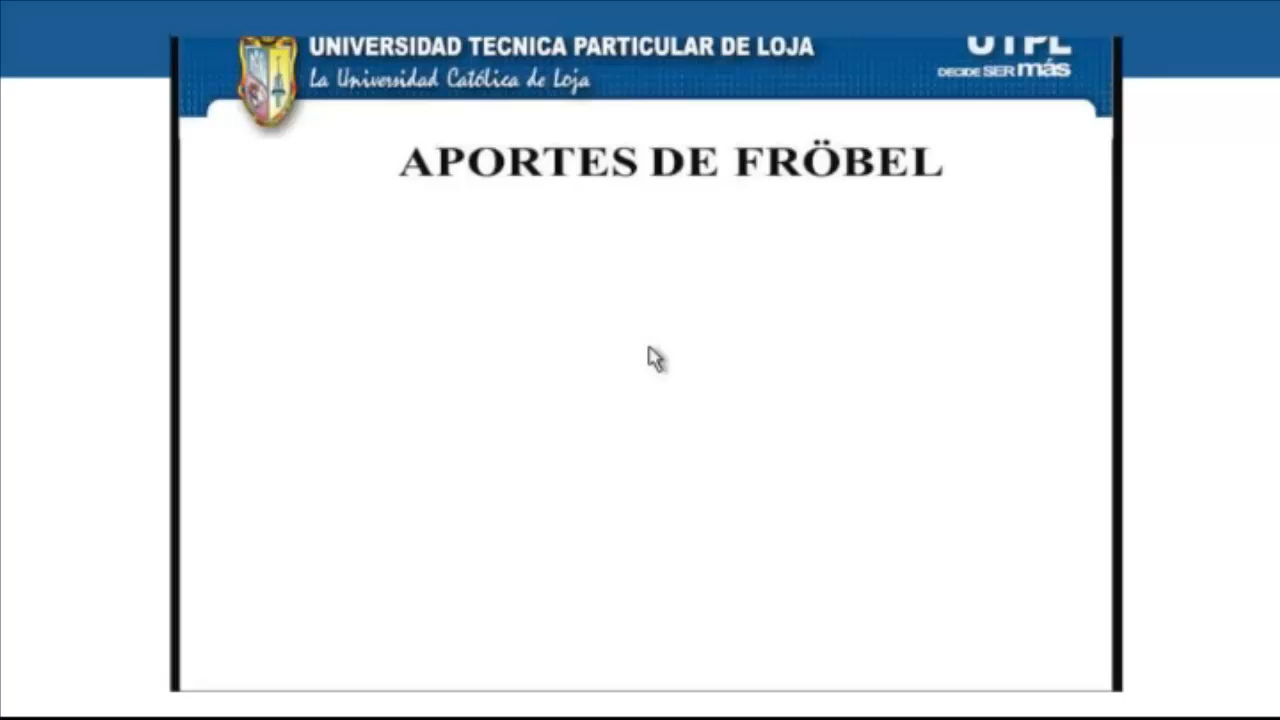 UNIVERSIDAD TECNICA PARTICULAR DE LOJA
La Universidad Católica de Loja
UTPL
DECIDE SER más
APORTES DE FRÖBEL